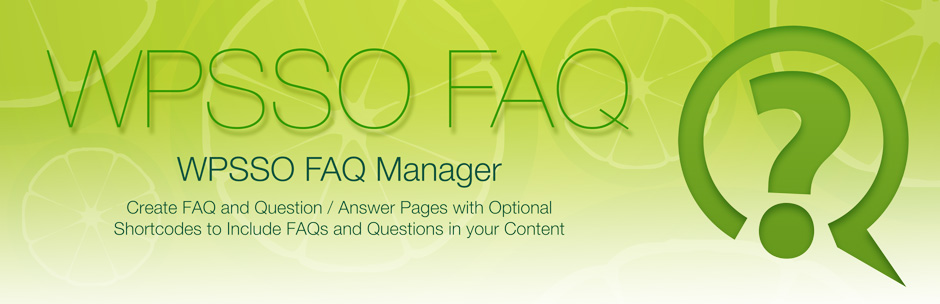 WPSSO FAQ
WPSSO FAQ Manager
Create FAQ and Question / Answer Pages with Optional
Shortcodes to Include FAQs and Questions in your Content
?